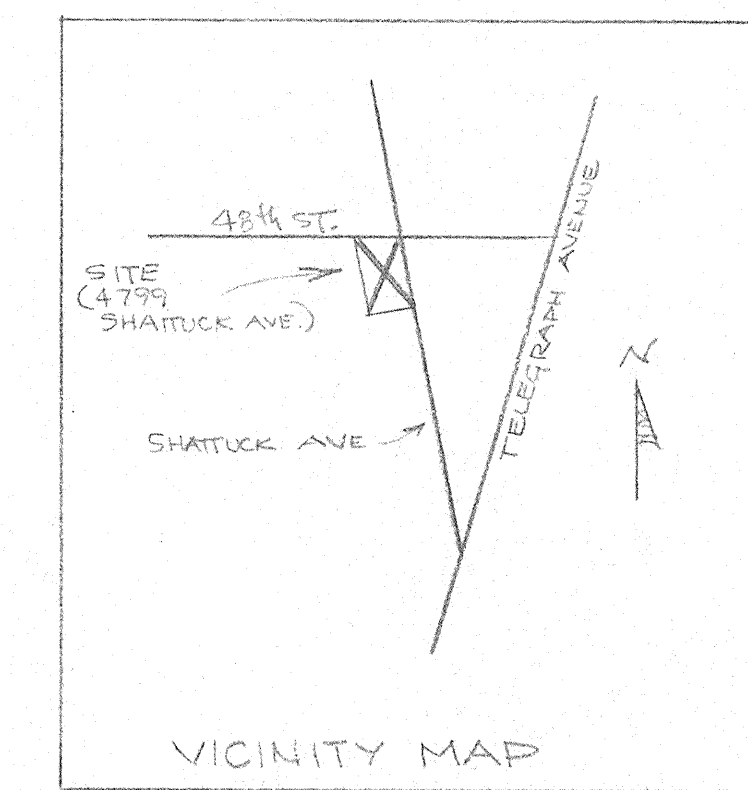 48th ST.
SITE
(4799
SHATTUCK AVE.)
TELEGRAPH AVENUE
N
SHATTUCK AVE
VICINITY MAP